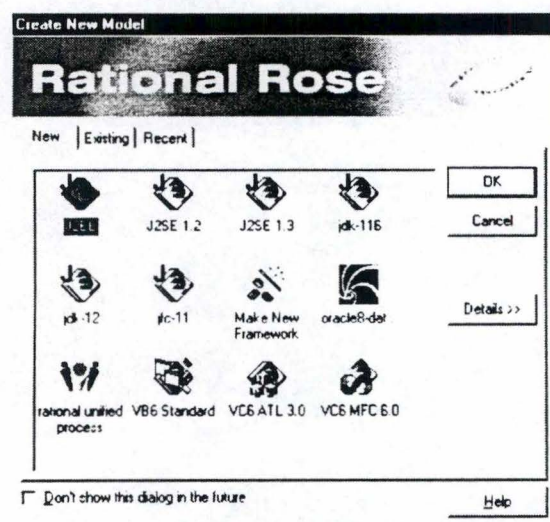 Create New Model
Rational Rose
New Existing Recent
OK
J2EE J2SE 1.2 J2SE 1.3 jdk-116
Cancel
jdk-12 jfc-11 Make New Framework oracle8-dat
Details >>
rational unified process VB6 Standard VC6 ATL 3.0 VC6 MFC 6.0
Don't show this dialog in the future
Help